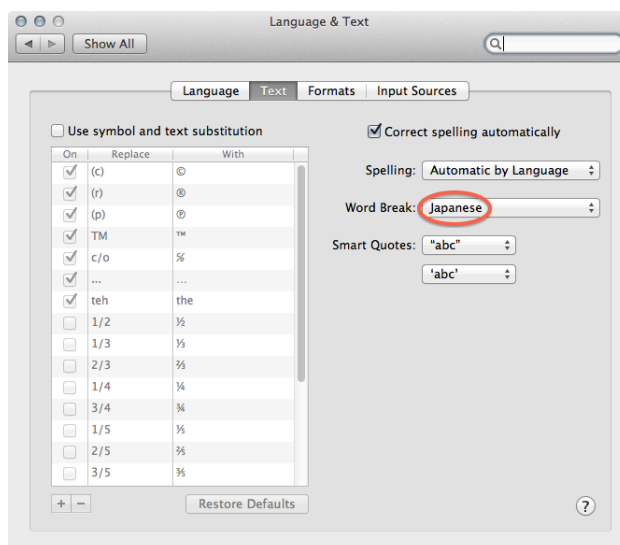 Language & Text
Show All
Language Text Formats Input Sources
Use symbol and text substitution
Correct spelling automatically
On Replace With
(c) ©
(r) ®
(p) ℗
TM ™
c/o ℅
... …
teh the
1/2 ½
1/3 ⅓
2/3 ⅔
1/4 ¼
3/4 ¾
1/5 ⅕
2/5 ⅖
3/5 ⅗
+ −
Restore Defaults
Spelling: Automatic by Language
Word Break: Japanese
Smart Quotes: "abc"
'abc'
?